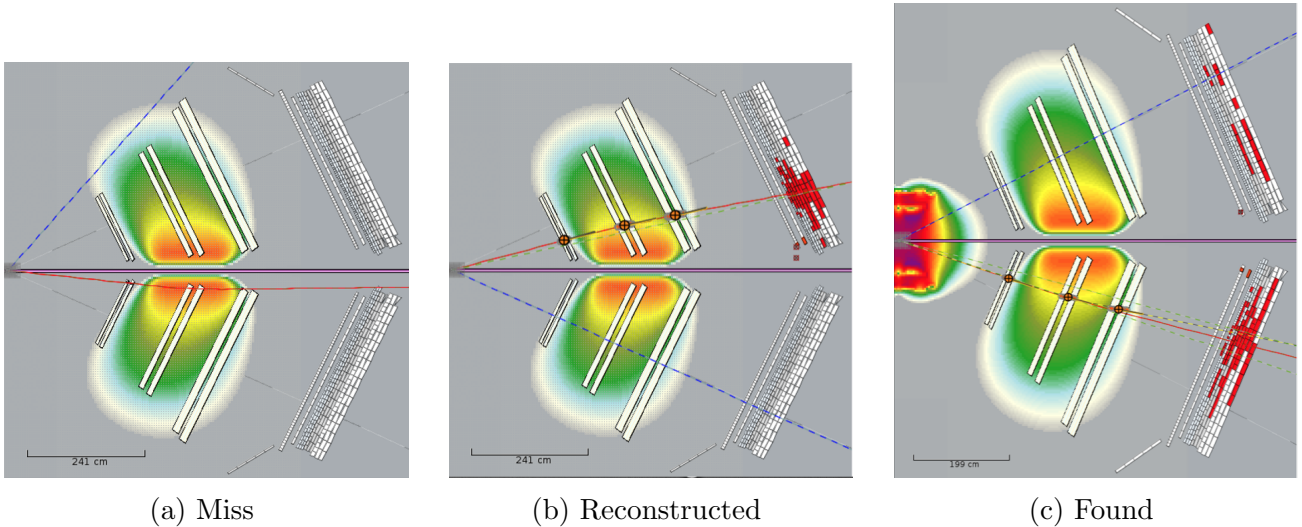 241 cm
241 cm
199 cm
(a) Miss
(b) Reconstructed
(c) Found